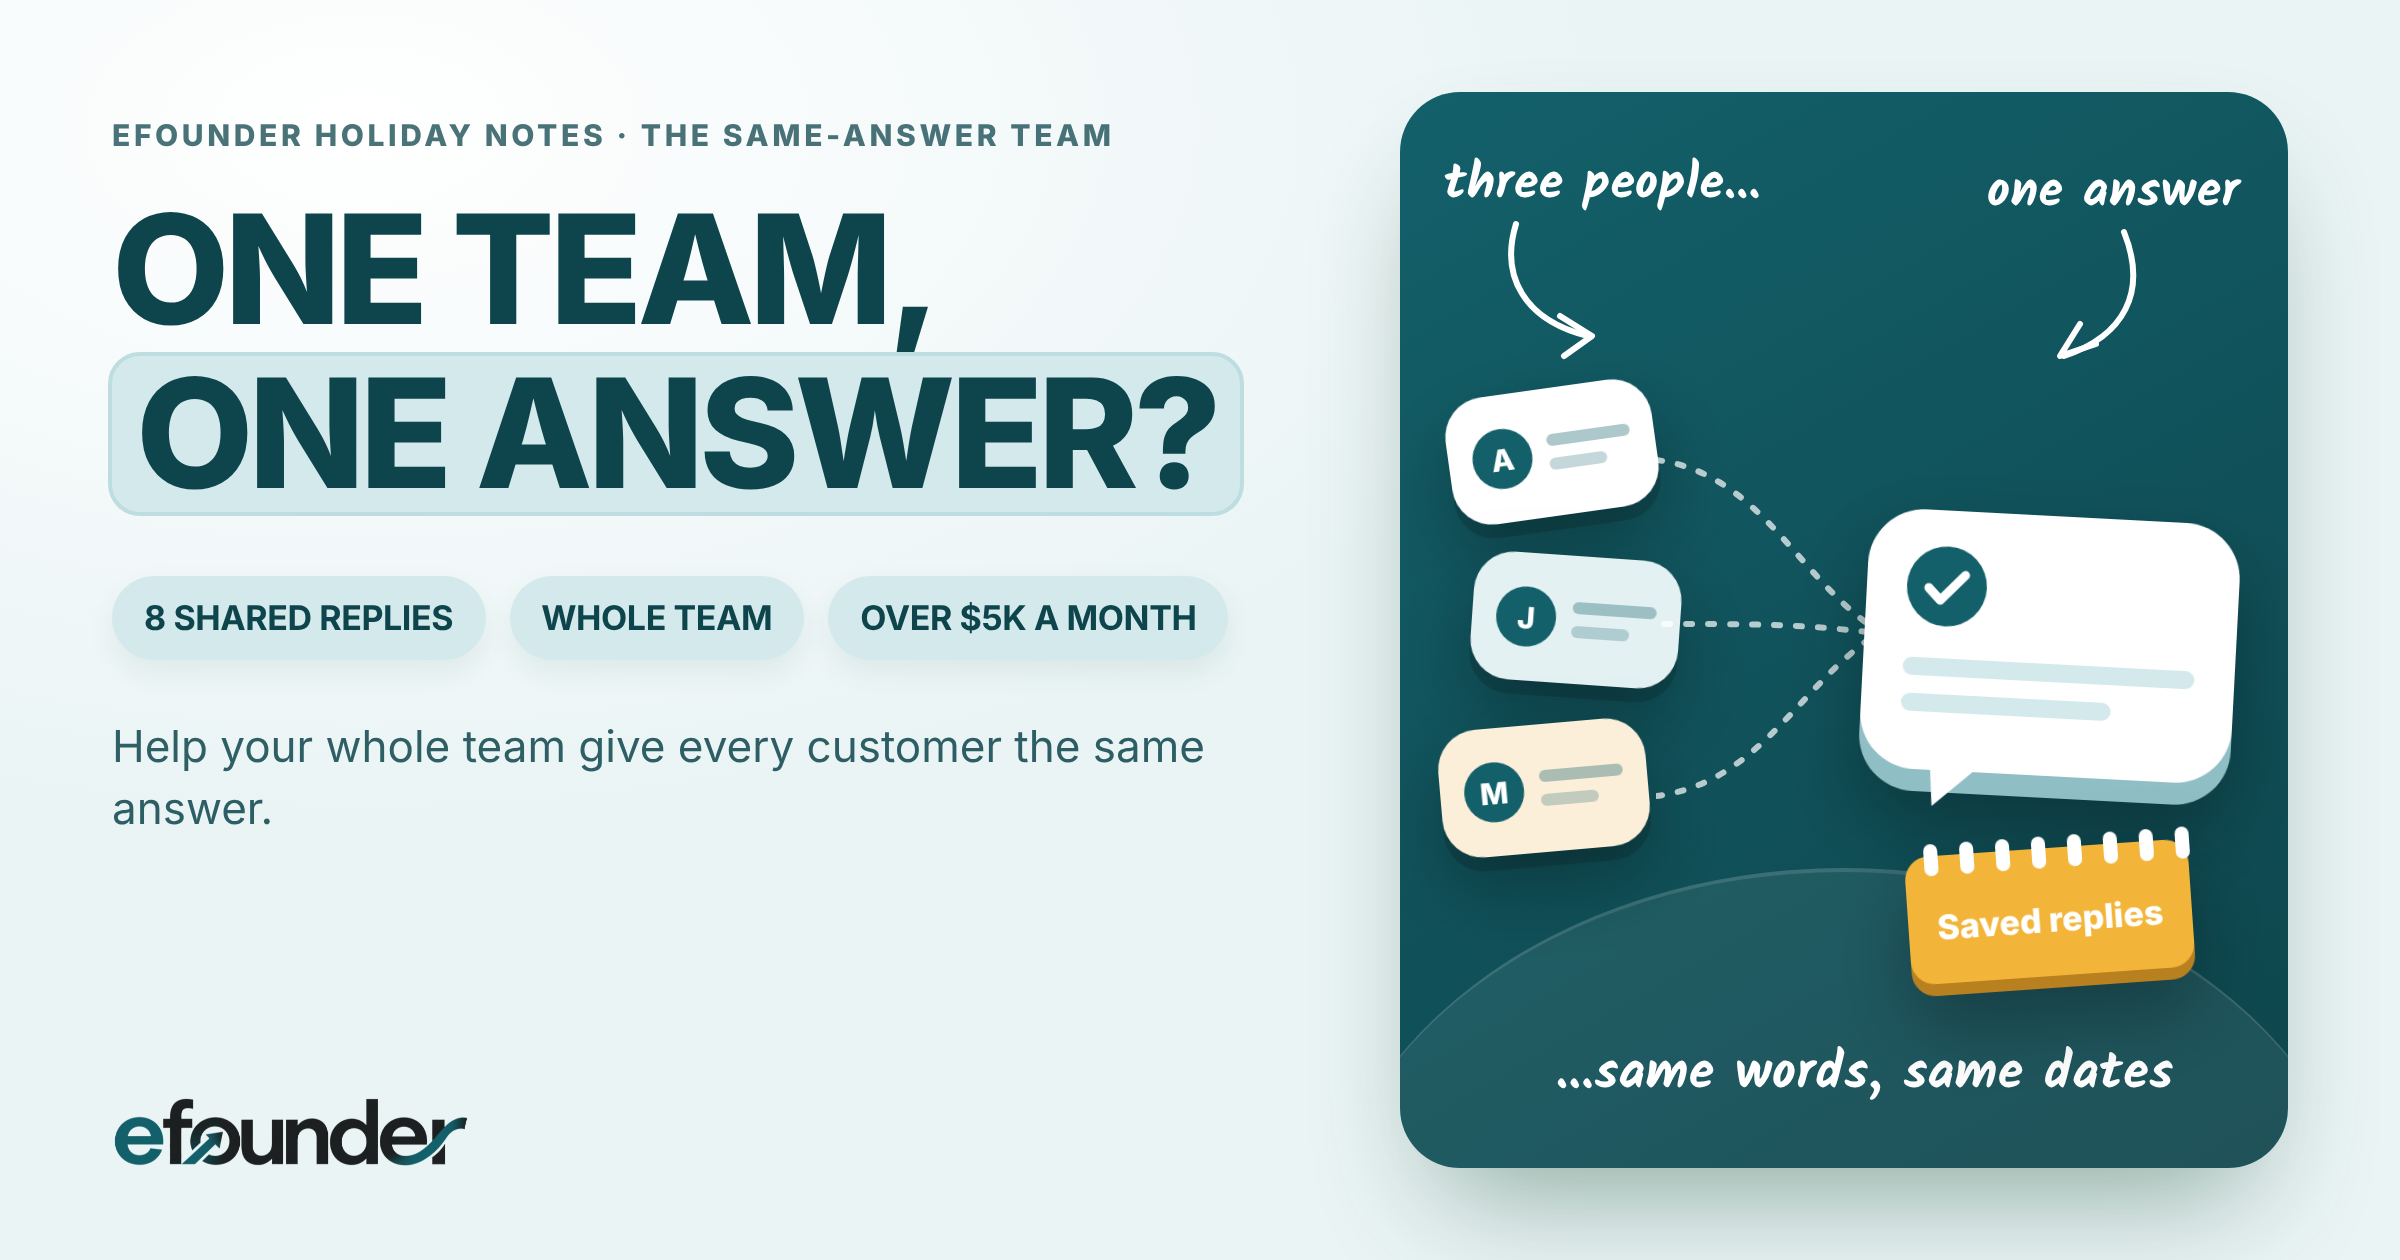 EFOUNDER HOLIDAY NOTES · THE SAME-ANSWER TEAM
ONE TEAM,
ONE ANSWER?
8 SHARED REPLIES
WHOLE TEAM
OVER $5K A MONTH
Help your whole team give every customer the same
answer.
efounder
three people...
one answer
A
J
M
Saved replies
...same words, same dates